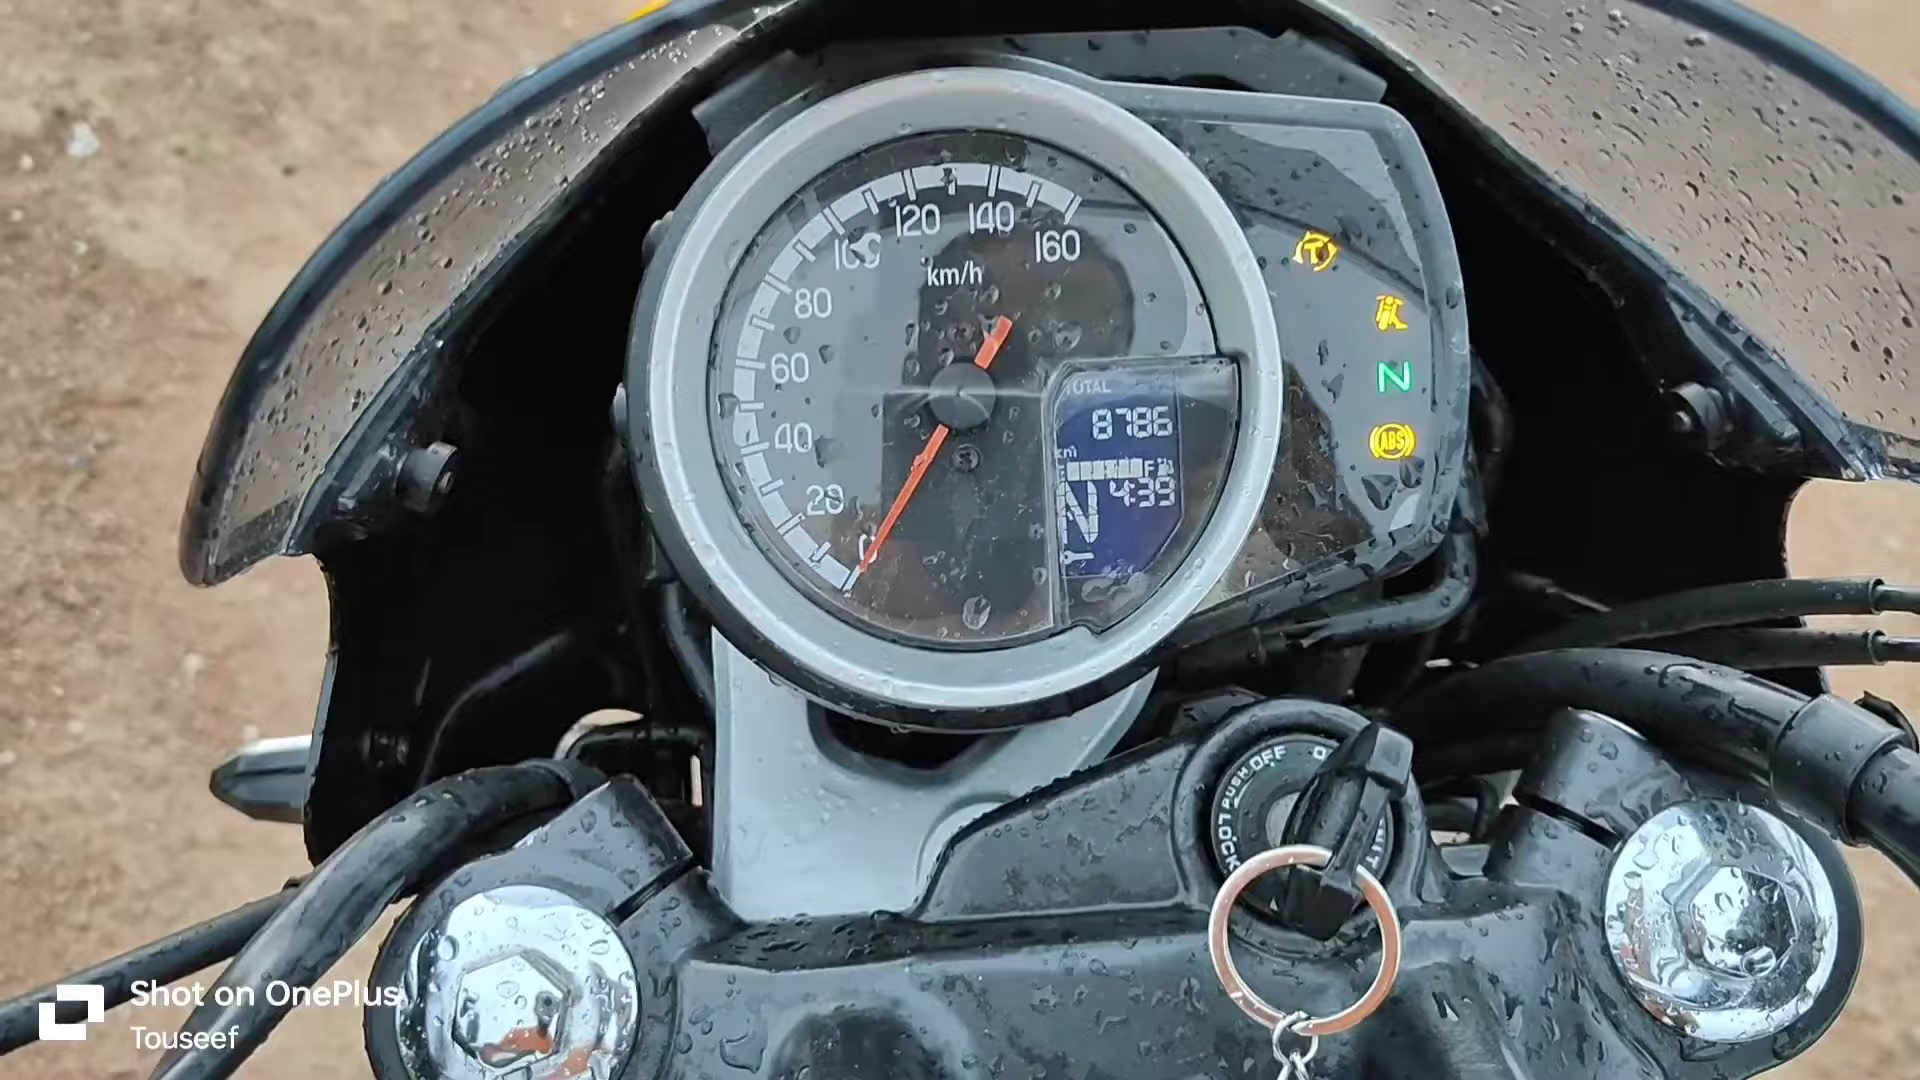 120 140
100 160
km/h
80
60
40
20
0
TOTAL
8786
km
F
4:39
N
T
N
ABS
OFF
PUSH
LOCK
Shot on OnePlus
Touseef